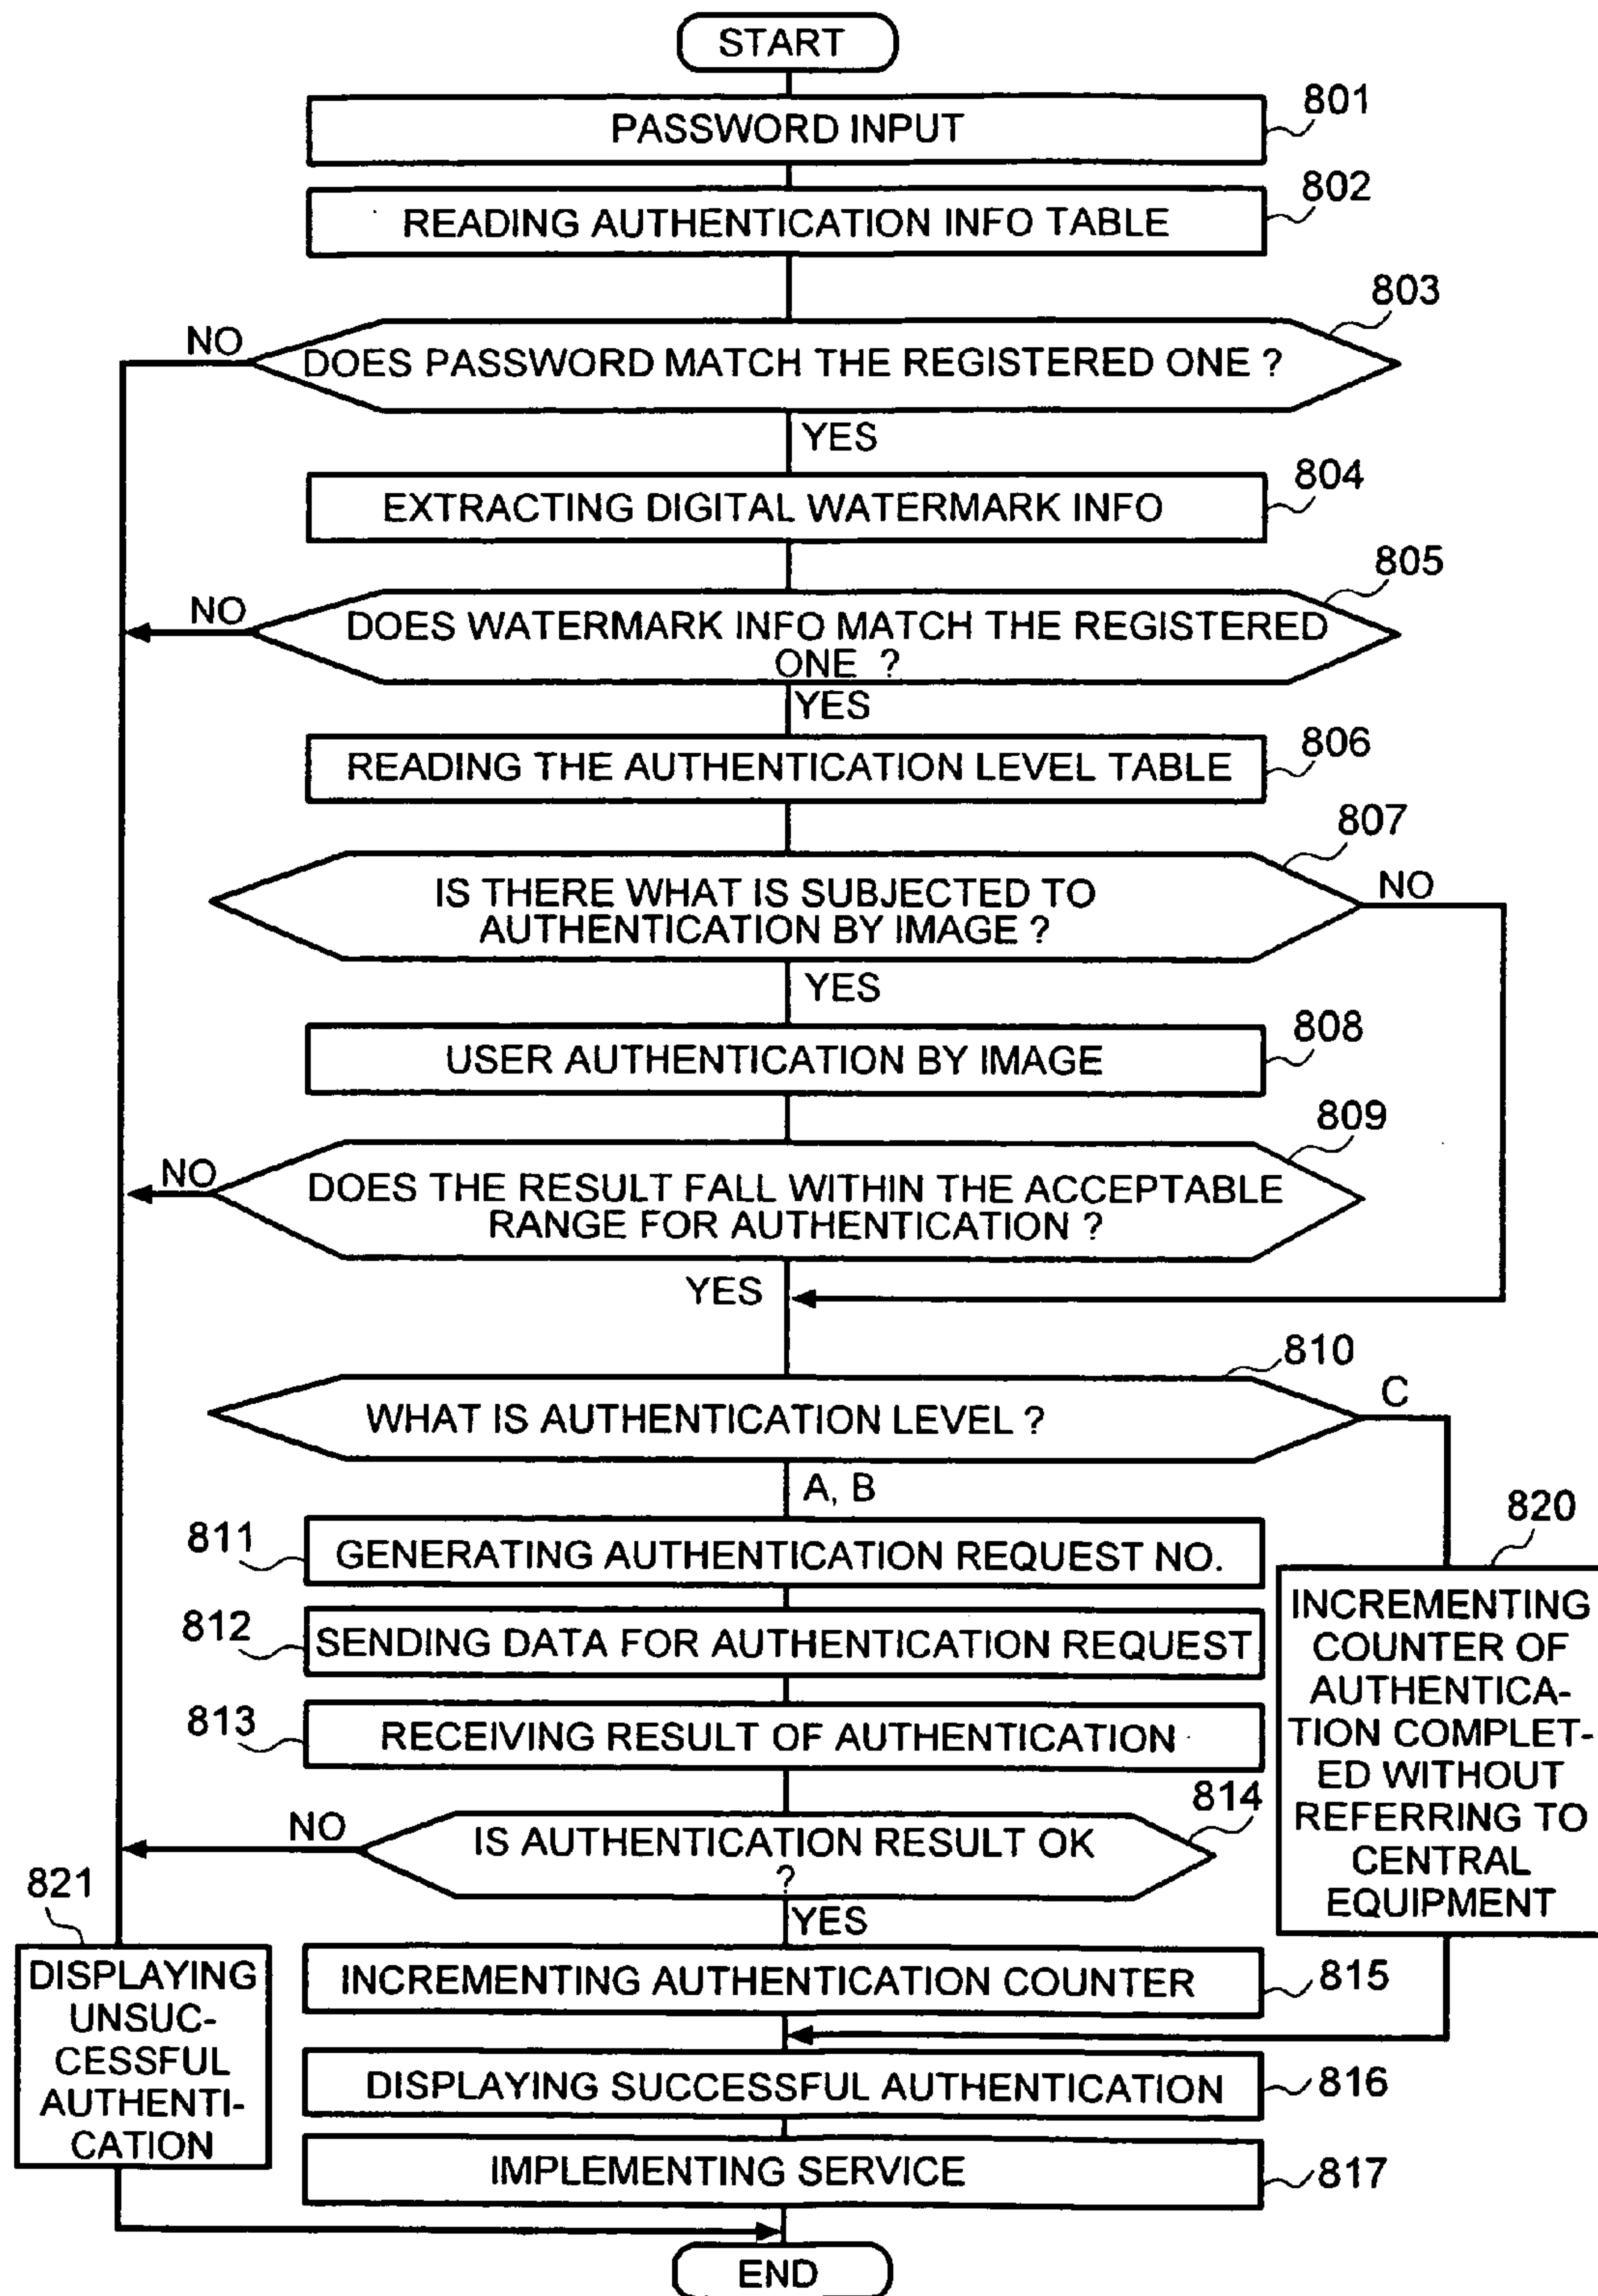 START
PASSWORD INPUT
801
READING AUTHENTICATION INFO TABLE
802
803
NO
DOES PASSWORD MATCH THE REGISTERED ONE ?
YES
EXTRACTING DIGITAL WATERMARK INFO
804
805
NO
DOES WATERMARK INFO MATCH THE REGISTERED
ONE ?
YES
READING THE AUTHENTICATION LEVEL TABLE
806
807
IS THERE WHAT IS SUBJECTED TO
AUTHENTICATION BY IMAGE ?
NO
YES
USER AUTHENTICATION BY IMAGE
808
809
NO
DOES THE RESULT FALL WITHIN THE ACCEPTABLE
RANGE FOR AUTHENTICATION ?
YES
810
WHAT IS AUTHENTICATION LEVEL ?
C
A, B
811
GENERATING AUTHENTICATION REQUEST NO.
812
SENDING DATA FOR AUTHENTICATION REQUEST
813
RECEIVING RESULT OF AUTHENTICATION
820
INCREMENTING
COUNTER OF
AUTHENTICA-
TION COMPLET-
ED WITHOUT
REFERRING TO
CENTRAL
EQUIPMENT
814
NO
IS AUTHENTICATION RESULT OK
?
YES
821
DISPLAYING
UNSUC-
CESSFUL
AUTHENTI-
CATION
INCREMENTING AUTHENTICATION COUNTER
815
DISPLAYING SUCCESSFUL AUTHENTICATION
816
IMPLEMENTING SERVICE
817
END